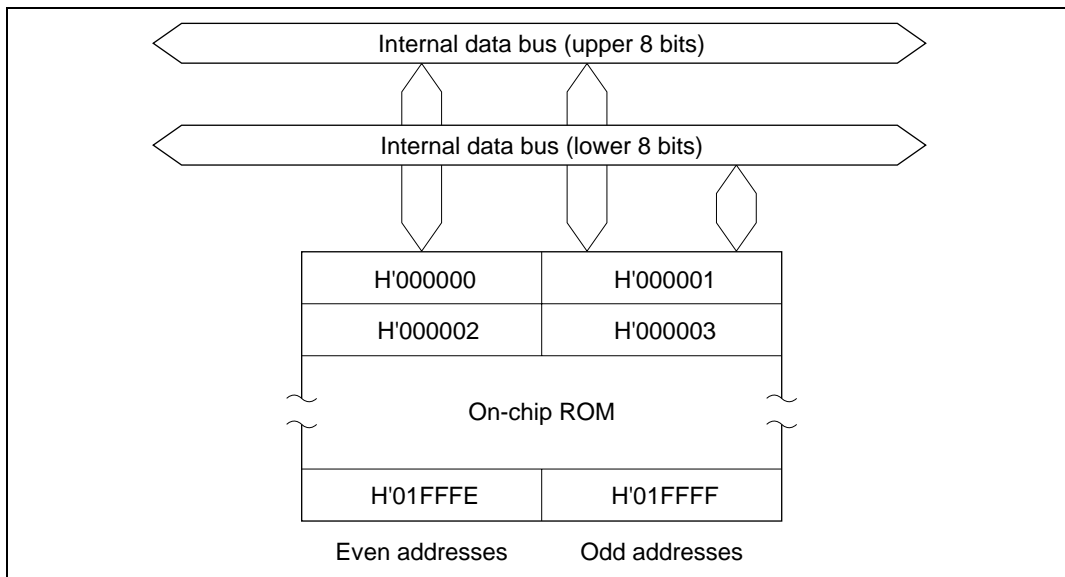 Internal data bus (upper 8 bits)
Internal data bus (lower 8 bits)
H'000000 H'000001
H'000002 H'000003
On-chip ROM
H'01FFFE H'01FFFF
Even addresses Odd addresses